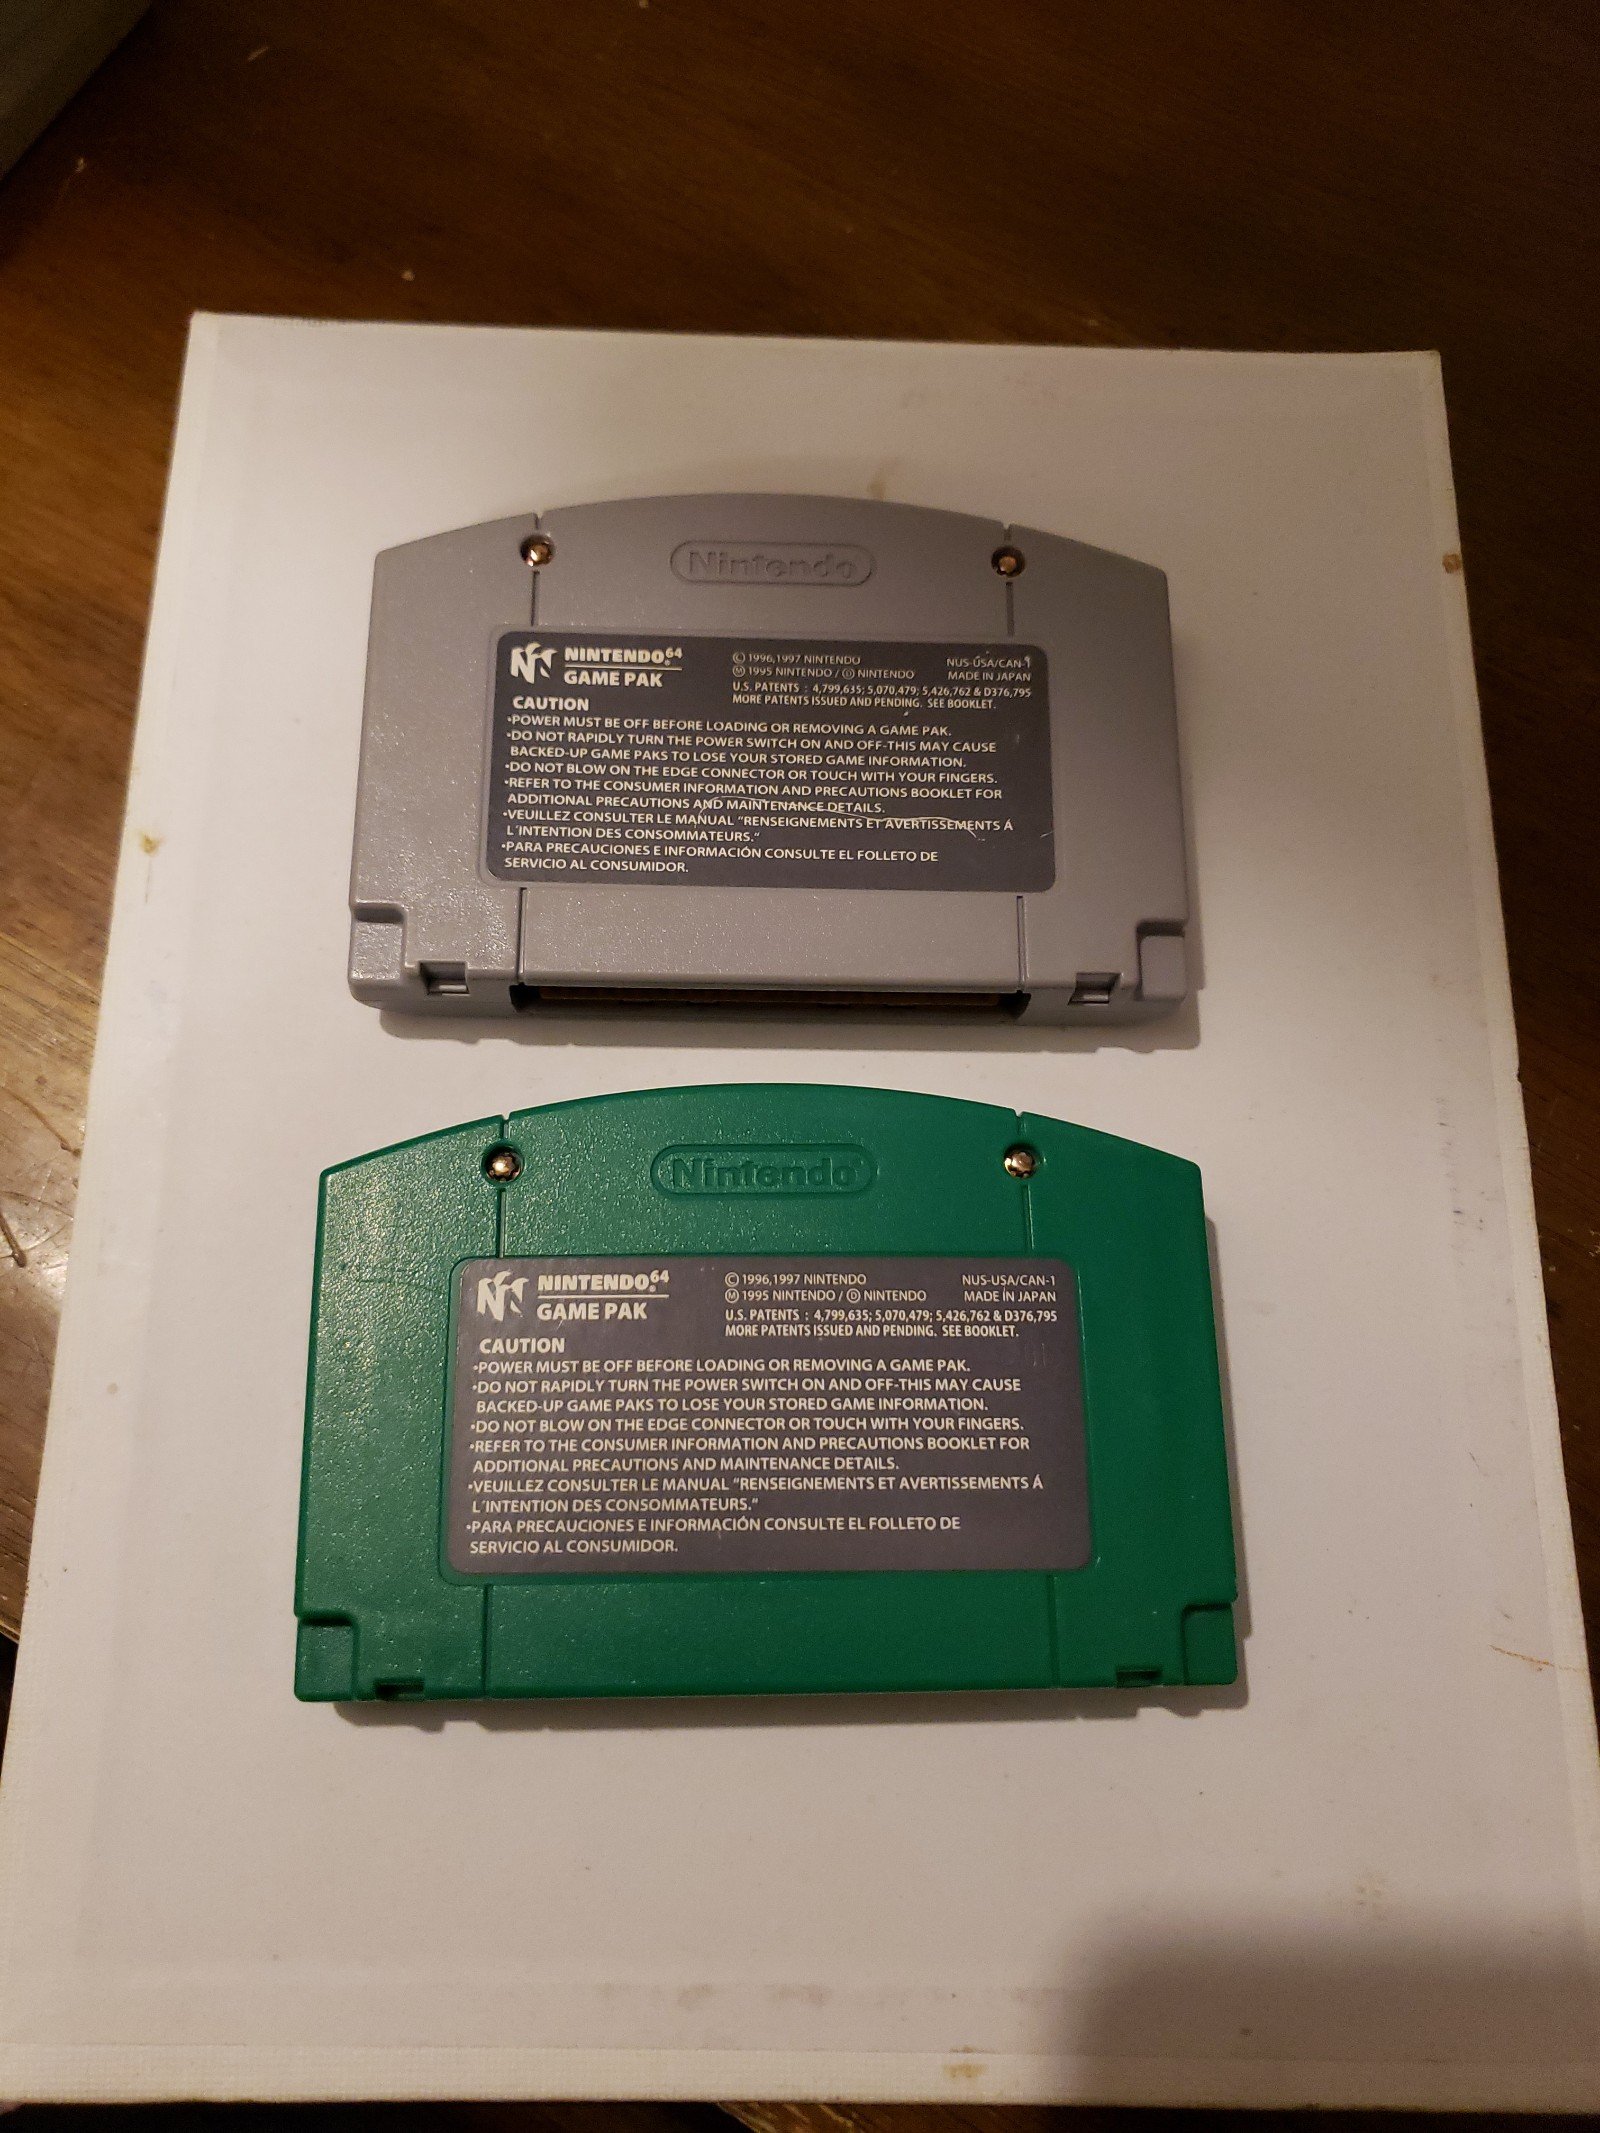 Nintendo
NINTENDO 64
GAME PAK
© 1996,1997 NINTENDO
Ⓜ 1995 NINTENDO / Ⓓ NINTENDO
NUS-USA/CAN-1
MADE IN JAPAN
U.S. PATENTS : 4,799,635; 5,070,479; 5,426,762 & D376,795
MORE PATENTS ISSUED AND PENDING. SEE BOOKLET.
CAUTION
•POWER MUST BE OFF BEFORE LOADING OR REMOVING A GAME PAK.
•DO NOT RAPIDLY TURN THE POWER SWITCH ON AND OFF-THIS MAY CAUSE
BACKED-UP GAME PAKS TO LOSE YOUR STORED GAME INFORMATION.
•DO NOT BLOW ON THE EDGE CONNECTOR OR TOUCH WITH YOUR FINGERS.
•REFER TO THE CONSUMER INFORMATION AND PRECAUTIONS BOOKLET FOR
ADDITIONAL PRECAUTIONS AND MAINTENANCE DETAILS.
•VEUILLEZ CONSULTER LE MANUAL "RENSEIGNEMENTS ET AVERTISSEMENTS Á
L'INTENTION DES CONSOMMATEURS."
•PARA PRECAUCIONES E INFORMACIÓN CONSULTE EL FOLLETO DE
SERVICIO AL CONSUMIDOR.
Nintendo
NINTENDO 64
GAME PAK
© 1996,1997 NINTENDO
Ⓜ 1995 NINTENDO / Ⓓ NINTENDO
NUS-USA/CAN-1
MADE IN JAPAN
U.S. PATENTS : 4,799,635; 5,070,479; 5,426,762 & D376,795
MORE PATENTS ISSUED AND PENDING. SEE BOOKLET.
CAUTION
•POWER MUST BE OFF BEFORE LOADING OR REMOVING A GAME PAK.
•DO NOT RAPIDLY TURN THE POWER SWITCH ON AND OFF-THIS MAY CAUSE
BACKED-UP GAME PAKS TO LOSE YOUR STORED GAME INFORMATION.
•DO NOT BLOW ON THE EDGE CONNECTOR OR TOUCH WITH YOUR FINGERS.
•REFER TO THE CONSUMER INFORMATION AND PRECAUTIONS BOOKLET FOR
ADDITIONAL PRECAUTIONS AND MAINTENANCE DETAILS.
•VEUILLEZ CONSULTER LE MANUAL "RENSEIGNEMENTS ET AVERTISSEMENTS Á
L'INTENTION DES CONSOMMATEURS."
•PARA PRECAUCIONES E INFORMACIÓN CONSULTE EL FOLLETO DE
SERVICIO AL CONSUMIDOR.